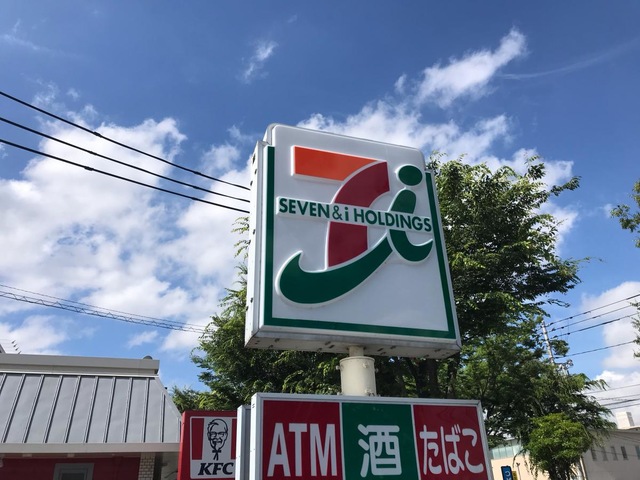 SEVEN & i HOLDINGS
KFC
ATM 酒 たばこ